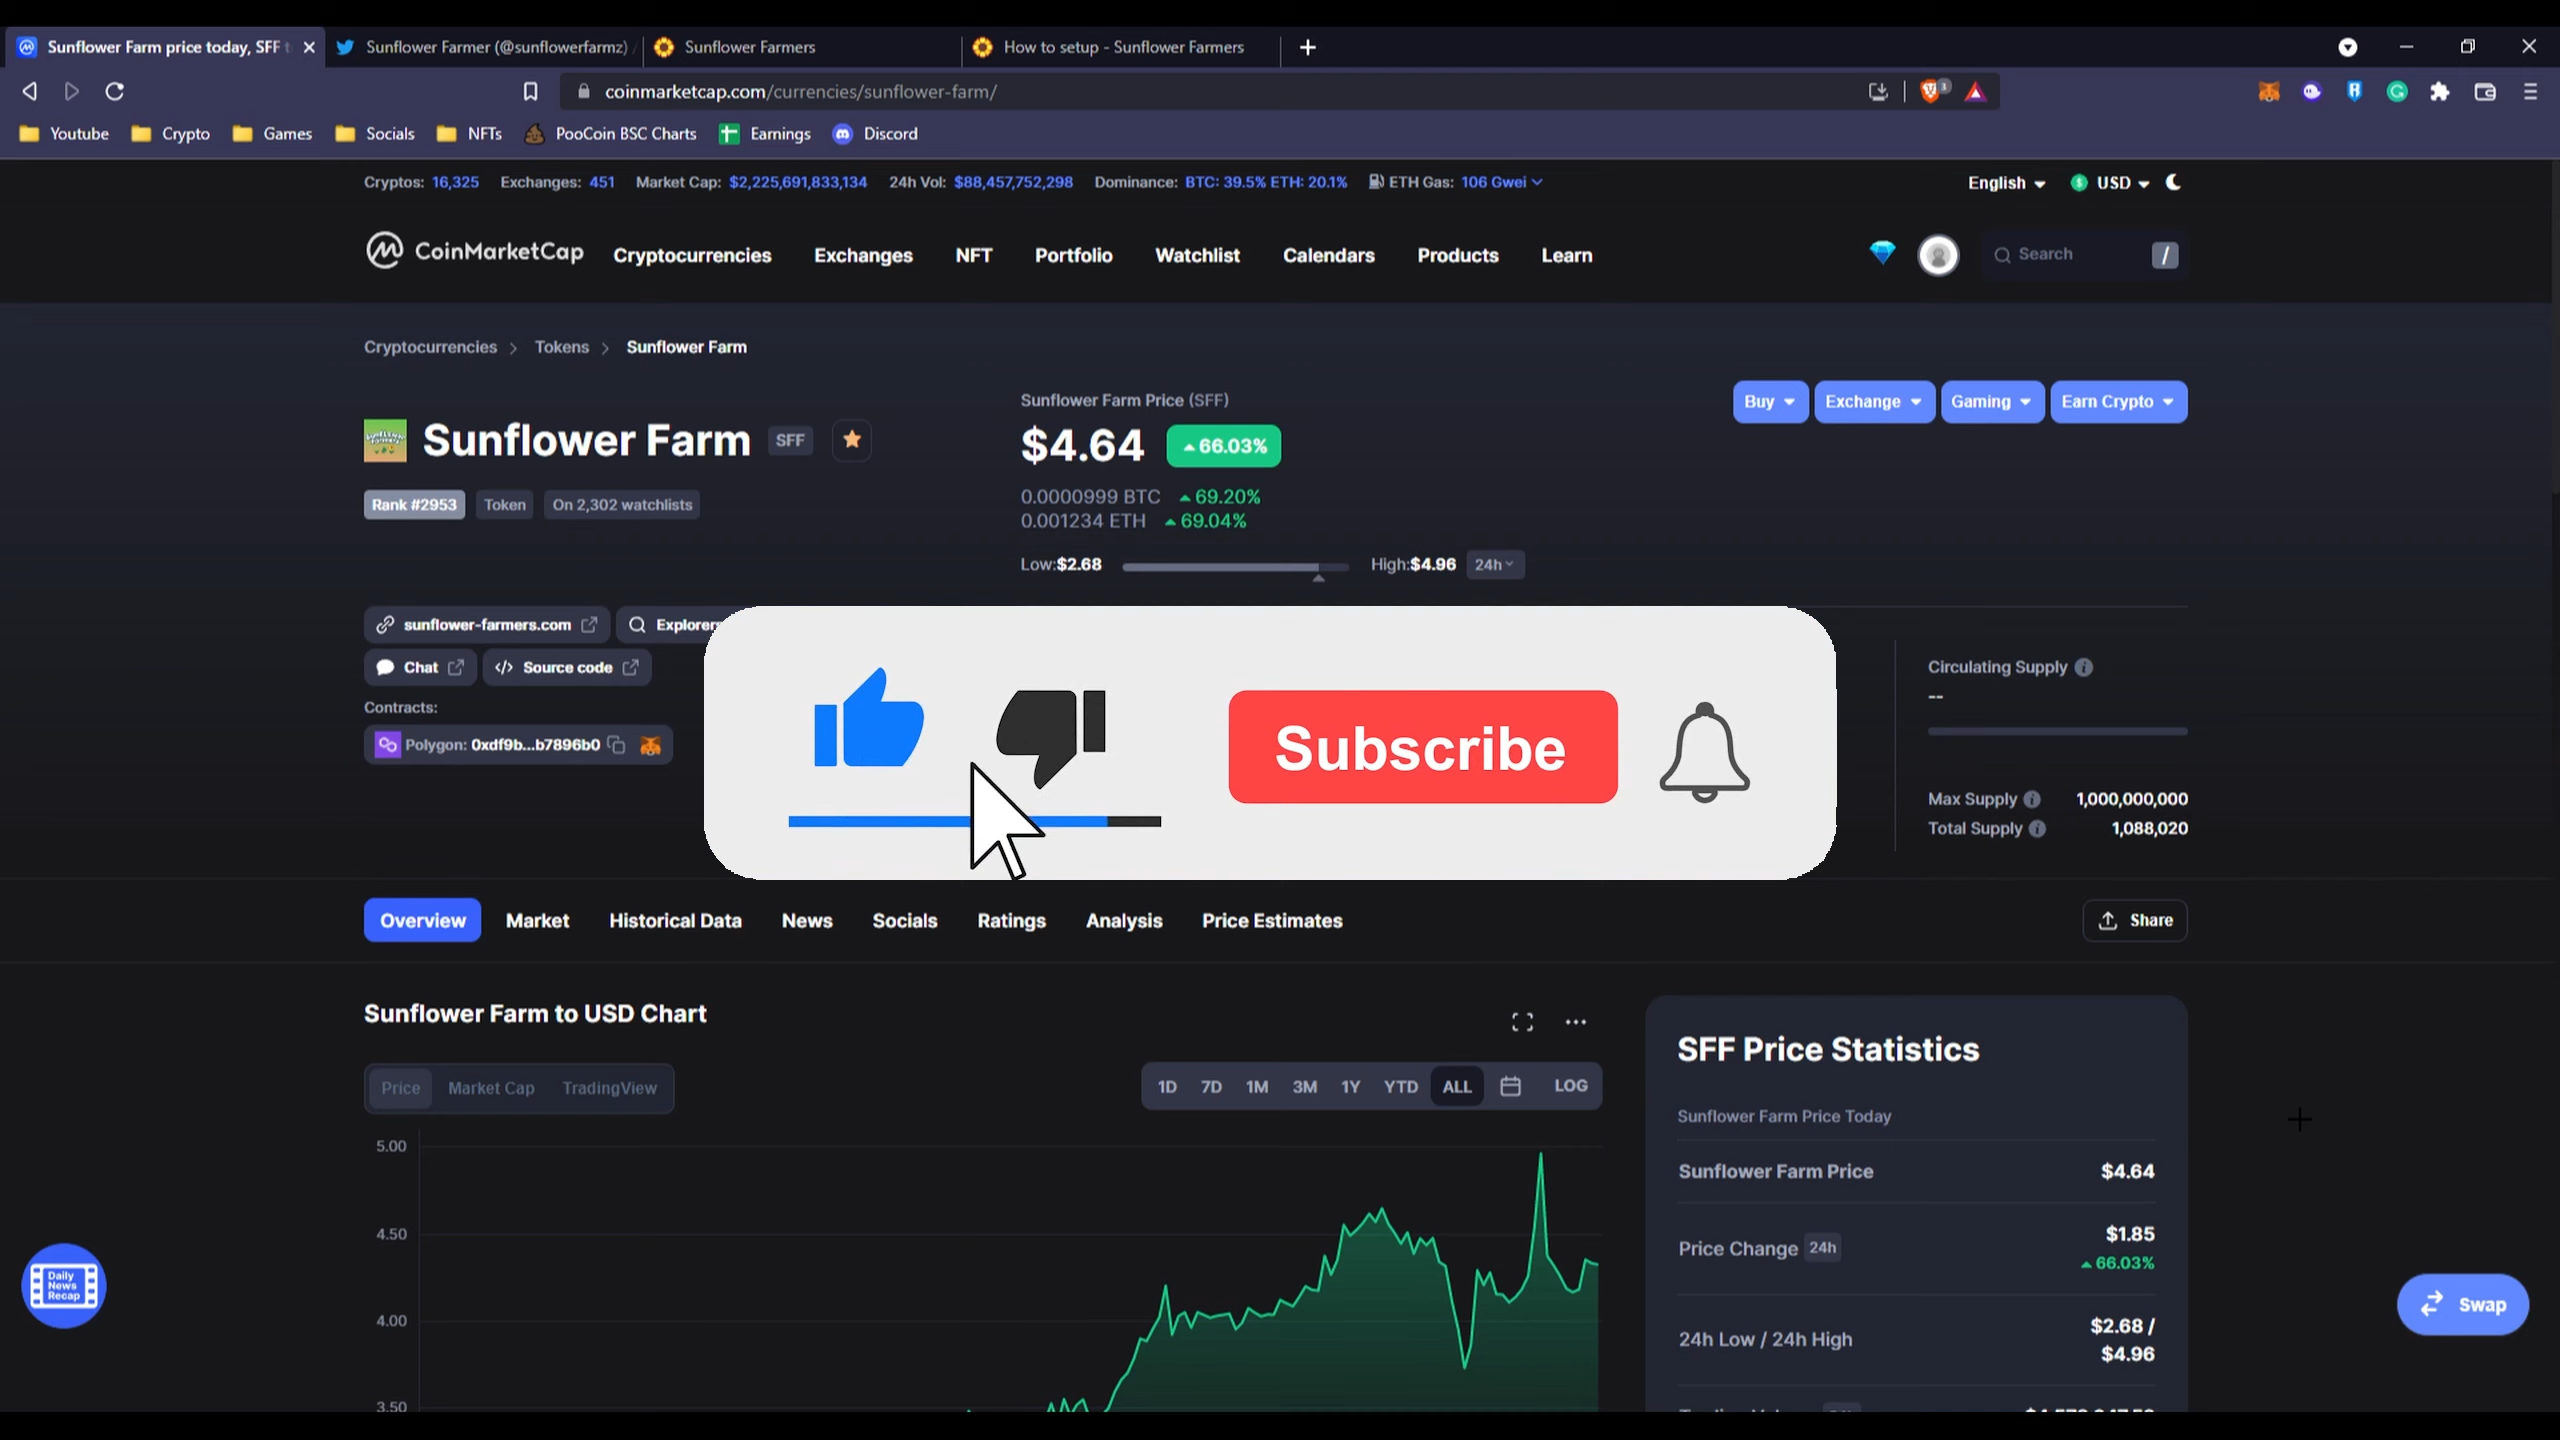 Sunflower Farm price today, SFF t
Sunflower Farmer (@sunflowerfarmz) /
Sunflower Farmers
How to setup - Sunflower Farmers
coinmarketcap.com/currencies/sunflower-farm/
Youtube
Crypto
Games
Socials
NFTs
PooCoin BSC Charts
Earnings
Discord
Cryptos: 16,325 Exchanges: 451 Market Cap: $2,225,691,833,134 24h Vol: $88,457,752,298 Dominance: BTC: 39.5% ETH: 20.1% ETH Gas: 106 Gwei
English USD
CoinMarketCap
Cryptocurrencies Exchanges NFT Portfolio Watchlist Calendars Products Learn
Search /
Cryptocurrencies > Tokens > Sunflower Farm
Sunflower Farm SFF
Rank #2953 Token On 2,302 watchlists
Sunflower Farm Price (SFF)
$4.64 66.03%
0.0000999 BTC 69.20%
0.001234 ETH 69.04%
Low:$2.68 High:$4.96 24h
Buy Exchange Gaming Earn Crypto
sunflower-farmers.com Explorers
Chat Source code
Contracts:
Polygon: 0xdf9b...b7896b0
Subscribe
Circulating Supply
--
Max Supply 1,000,000,000
Total Supply 1,088,020
Overview Market Historical Data News Socials Ratings Analysis Price Estimates
Share
Sunflower Farm to USD Chart
Price Market Cap TradingView
1D 7D 1M 3M 1Y YTD ALL LOG
5.00
4.50
4.00
3.50
SFF Price Statistics
Sunflower Farm Price Today
Sunflower Farm Price $4.64
Price Change 24h $1.85
66.03%
24h Low / 24h High $2.68 /
$4.96
Daily
News
Recap
Swap